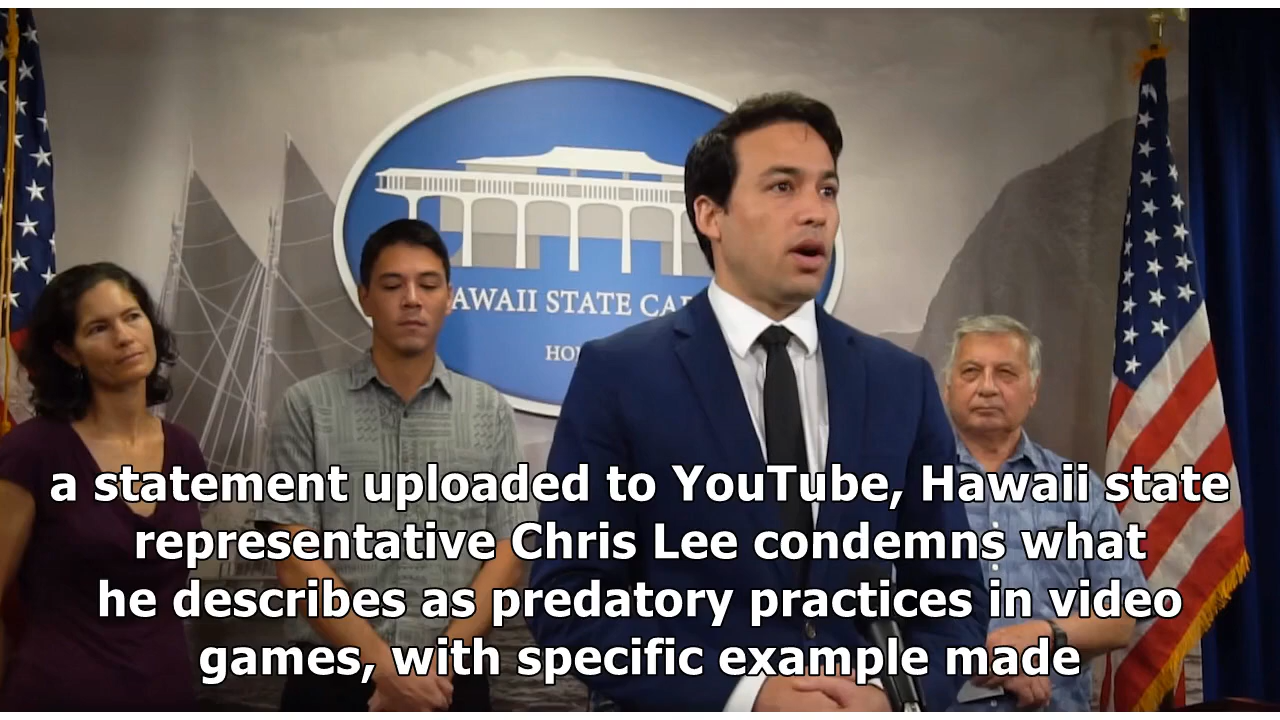 AWAII STATE CA
HO
a statement uploaded to YouTube, Hawaii state
representative Chris Lee condemns what
he describes as predatory practices in video
games, with specific example made